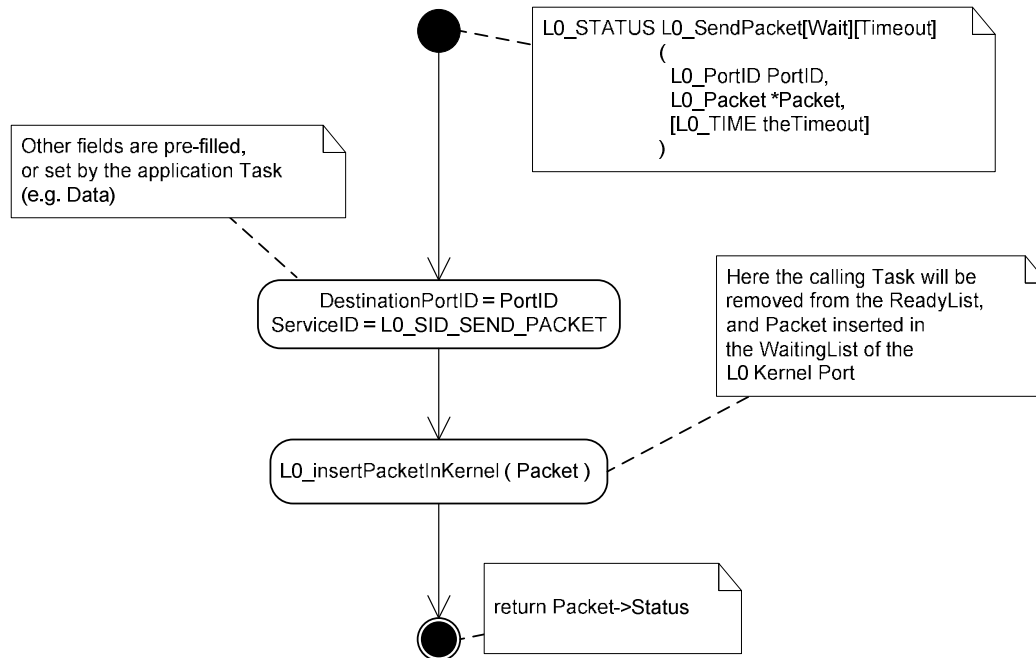 L0_STATUS L0_SendPacket[Wait][Timeout]
(
L0_PortID PortID,
L0_Packet *Packet,
[L0_TIME theTimeout]
)
Other fields are pre-filled,
or set by the application Task
(e.g. Data)
DestinationPortID = PortID
ServiceID = L0_SID_SEND_PACKET
Here the calling Task will be
removed from the ReadyList,
and Packet inserted in
the WaitingList of the
L0 Kernel Port
L0_insertPacketInKernel ( Packet )
return Packet->Status